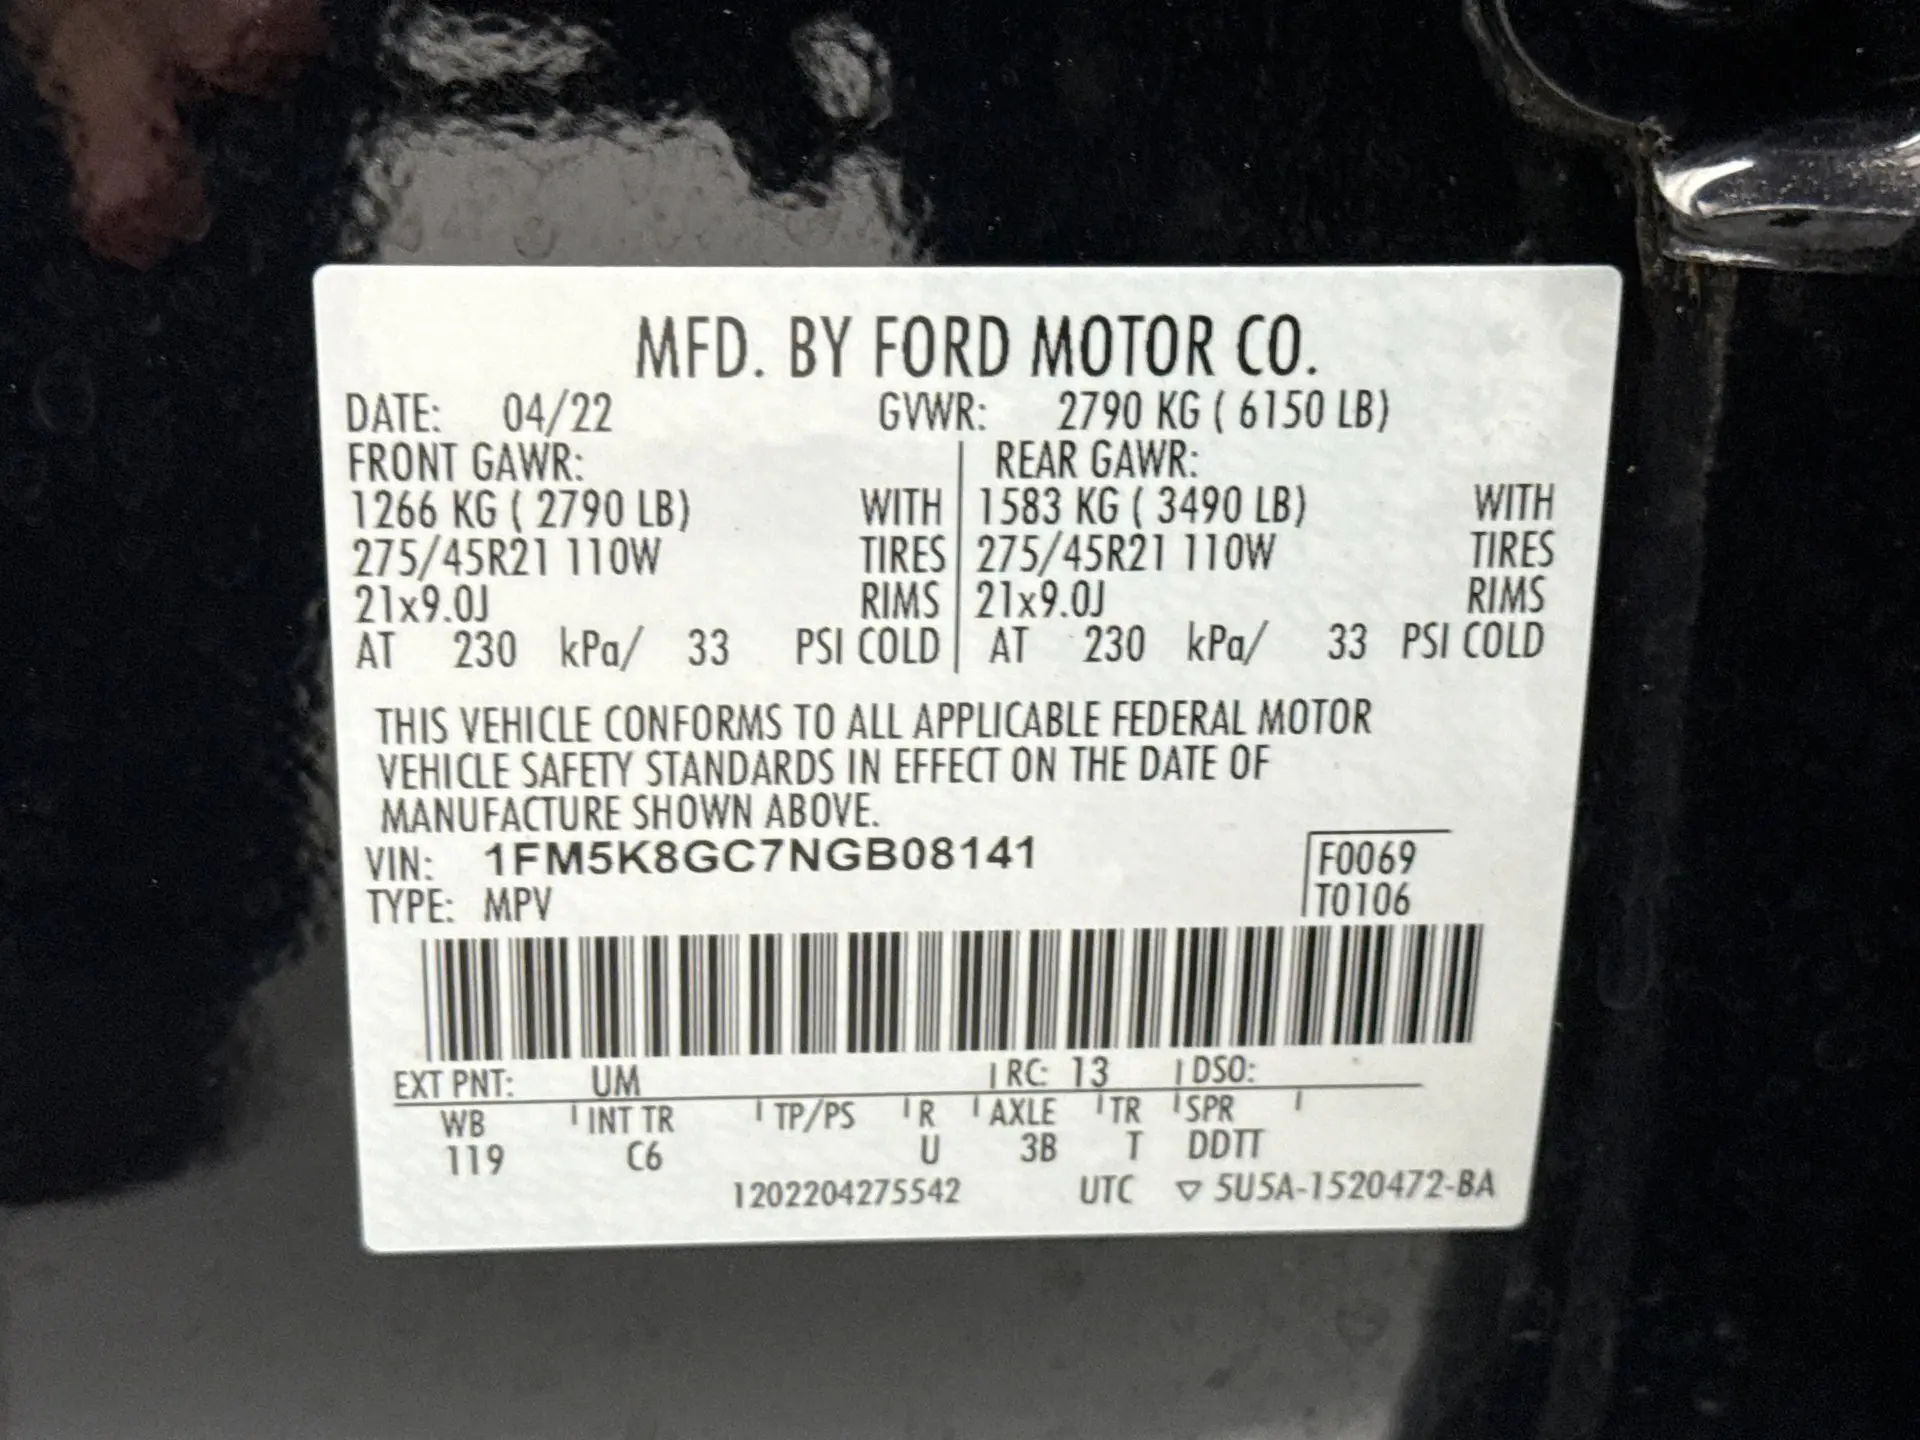 MFD. BY FORD MOTOR CO.
DATE: 04/22 GVWR: 2790 KG ( 6150 LB)
FRONT GAWR: REAR GAWR:
1266 KG ( 2790 LB) WITH 1583 KG ( 3490 LB) WITH
275/45R21 110W TIRES 275/45R21 110W TIRES
21x9.0J RIMS 21x9.0J RIMS
AT 230 kPa/ 33 PSI COLD AT 230 kPa/ 33 PSI COLD
THIS VEHICLE CONFORMS TO ALL APPLICABLE FEDERAL MOTOR
VEHICLE SAFETY STANDARDS IN EFFECT ON THE DATE OF
MANUFACTURE SHOWN ABOVE.
VIN: 1FM5K8GC7NGB08141 F0069
TYPE: MPV T0106
EXT PNT: UM RC: 13 DSO:
WB INT TR TP/PS R AXLE TR SPR
119 C6 U 3B T DDTT
1202204275542 UTC ▽ 5U5A-1520472-BA